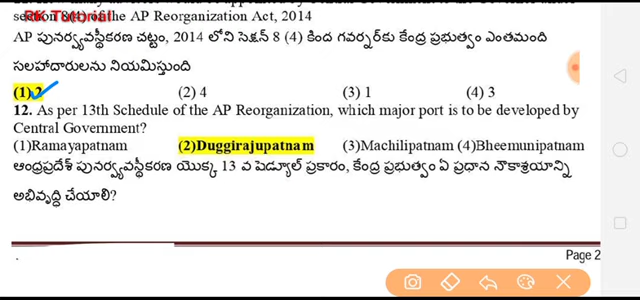 RK Tutorial
section 8(4) of the AP Reorganization Act, 2014
AP పునర్వ్యవస్థీకరణ చట్టం, 2014 లోని సెక్షన్ 8 (4) కింద గవర్నర్‌కు కేంద్ర ప్రభుత్వం ఎంతమంది
సలహాదారులను నియమిస్తుంది
(1) 2 (2) 4 (3) 1 (4) 3
12. As per 13th Schedule of the AP Reorganization, which major port is to be developed by
Central Government?
(1)Ramayapatnam (2)Duggirajupatnam (3)Machilipatnam (4)Bheemunipatnam
ఆంధ్రప్రదేశ్ పునర్వ్యవస్థీకరణ యొక్క 13 వ షెడ్యూల్ ప్రకారం, కేంద్ర ప్రభుత్వం ఏ ప్రధాన నౌకాశ్రయాన్ని
అభివృద్ధి చేయాలి?
Page 2